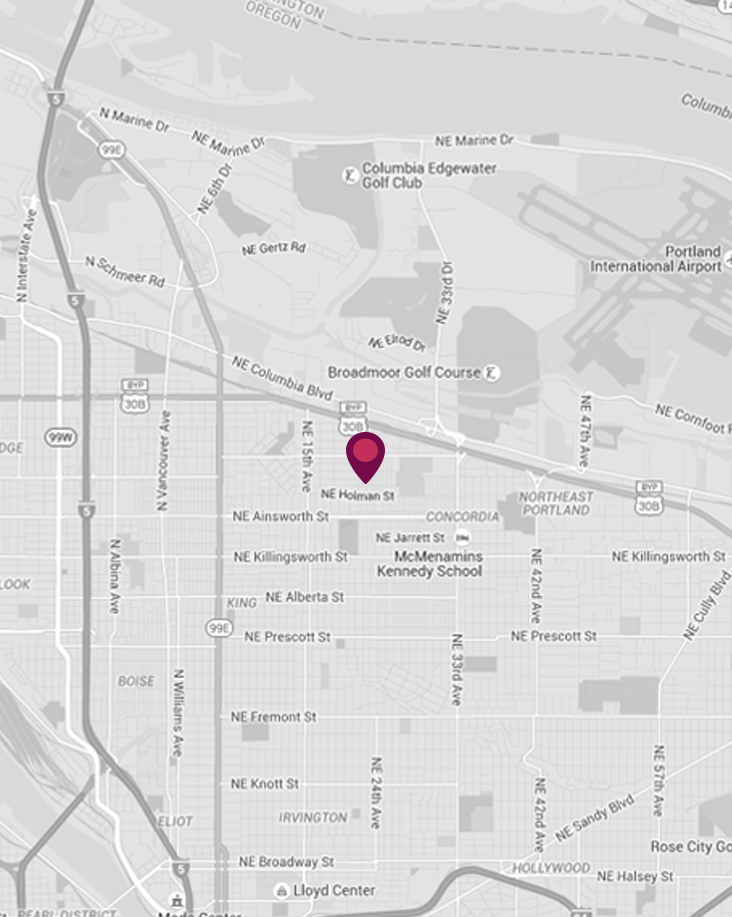 NGTON
OREGON
14
Columbi
5
N Marine Dr
99E
NE Marine Dr
NE Marine Dr
NE 6th Dr
Columbia Edgewater
Golf Club
N Interstate Ave
NE Gertz Rd
Portland
International Airport
N Schmeer Rd
5
NE 33rd Dr
NE Elrod Dr
NE Columbia Blvd
Broadmoor Golf Course
BYP
30B
BYP
30B
NE 47th Ave
NE Cornfoot R
99W
DGE
N Vancouver Ave
NE 15th Ave
NE Holman St
NORTHEAST
PORTLAND
BYP
30B
5
NE Ainsworth St
CONCORDIA
NE Jarrett St
McMenamins
Kennedy School
NE Killingsworth St
NE Killingsworth St
LOOK
N Albina Ave
NE 42nd Ave
NE Cully Blvd
KING
NE Alberta St
99E
NE Prescott St
NE Prescott St
NE 33rd Ave
BOISE
N Williams Ave
NE Fremont St
NE Knott St
NE 24th Ave
NE 42nd Ave
NE 57th Ave
ELIOT
IRVINGTON
NE Sandy Blvd
Rose City Go
5
NE Broadway St
HOLLYWOOD
NE Halsey St
Lloyd Center
PEARL DISTRICT
Moda Center
84